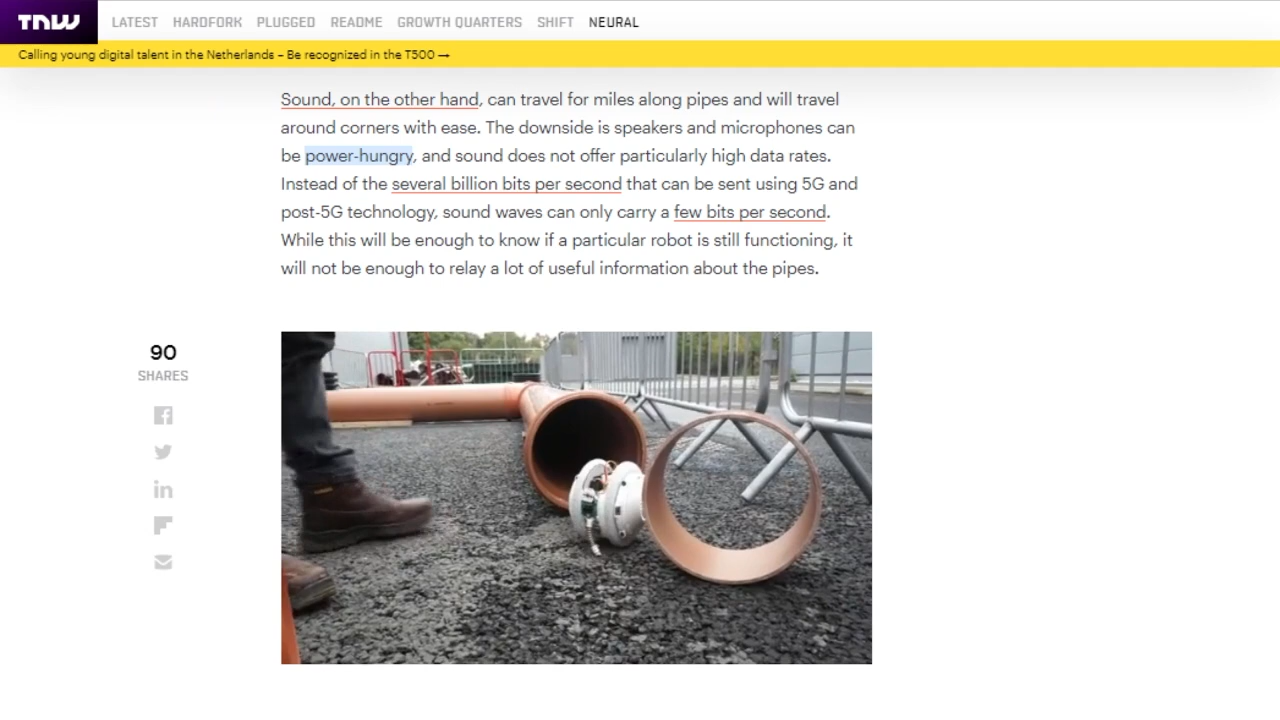 TNW LATEST HARDFORK PLUGGED README GROWTH QUARTERS SHIFT NEURAL
Calling young digital talent in the Netherlands – Be recognized in the T500 →
Sound, on the other hand, can travel for miles along pipes and will travel
around corners with ease. The downside is speakers and microphones can
be power-hungry, and sound does not offer particularly high data rates.
Instead of the several billion bits per second that can be sent using 5G and
post-5G technology, sound waves can only carry a few bits per second.
While this will be enough to know if a particular robot is still functioning, it
will not be enough to relay a lot of useful information about the pipes.
90
SHARES